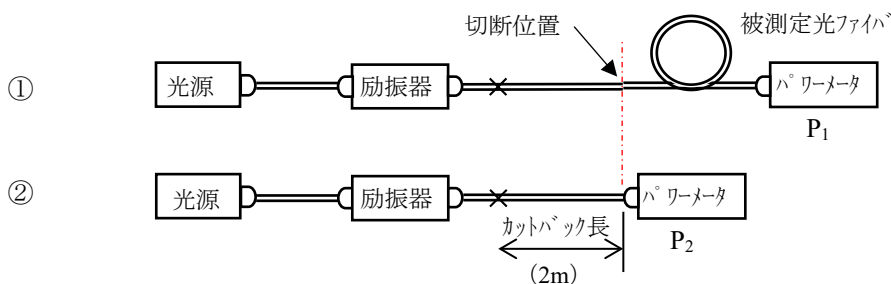 切断位置
被測定光ファイバ
①
光源
励振器
パワーメータ
P1
②
光源
励振器
パワーメータ
カットバック長
P2
(2m)